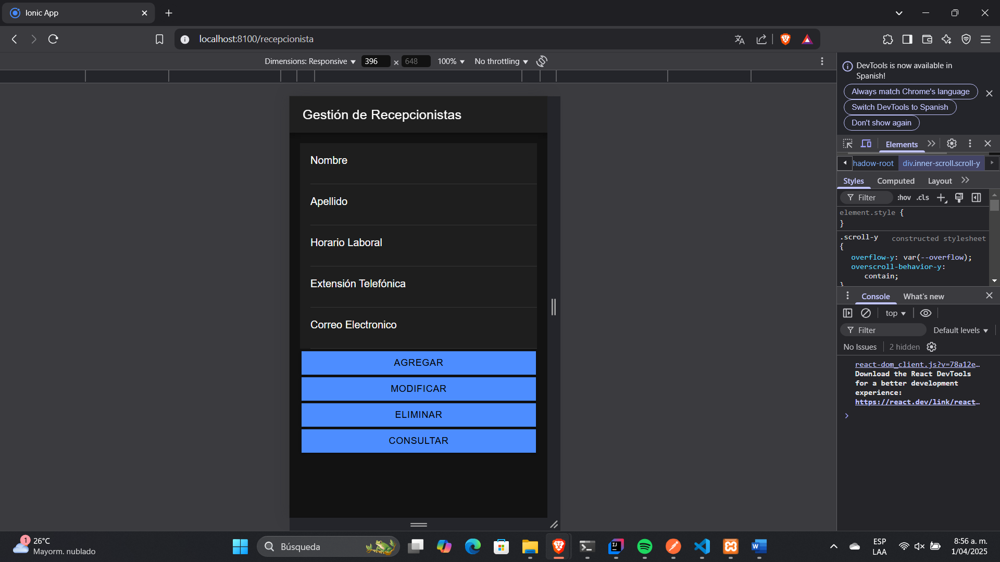 Ionic App
localhost:8100/recepcionista
Dimensions: Responsive 396 × 648 100% No throttling
Gestión de Recepcionistas
Nombre
Apellido
Horario Laboral
Extensión Telefónica
Correo Electronico
AGREGAR
MODIFICAR
ELIMINAR
CONSULTAR
DevTools is now available in
Spanish!
Always match Chrome's language
Switch DevTools to Spanish
Don't show again
Elements
hadow-root div.inner-scroll.scroll-y
Styles Computed Layout
Filter :hov .cls
element.style {
}
.scroll-y constructed stylesheet
{
overflow-y: var(--overflow);
overscroll-behavior-y:
contain;
}
Console What's new
top
Filter Default levels
No Issues 2 hidden
react-dom_client.js?v=78a12e…
Download the React DevTools
for a better development
experience:
https://react.dev/link/react…
1
26°C
Mayorm. nublado
Búsqueda
ESP
LAA
8:56 a. m.
1/04/2025